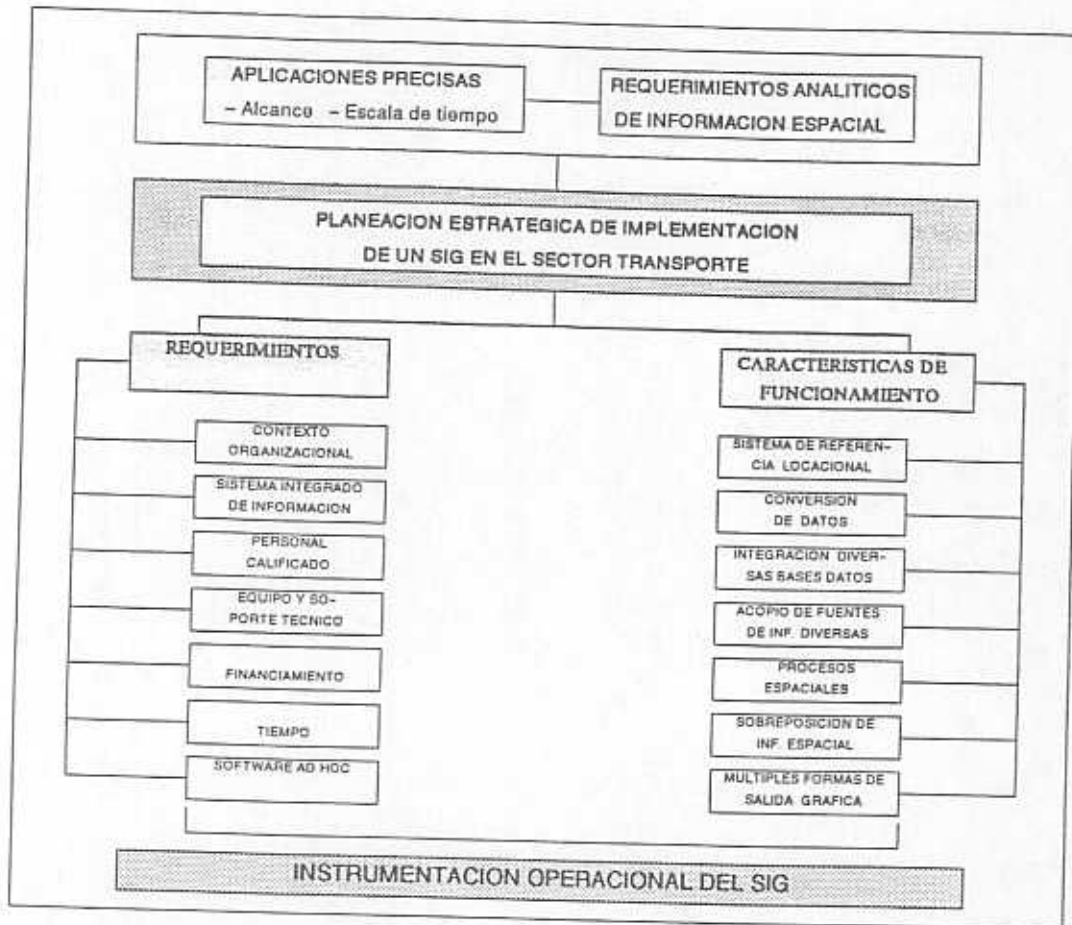 APLICACIONES PRECISAS
– Alcance – Escala de tiempo
REQUERIMIENTOS ANALITICOS
DE INFORMACION ESPACIAL
PLANEACION ESTRATEGICA DE IMPLEMENTACION
DE UN SIG EN EL SECTOR TRANSPORTE
REQUERIMIENTOS
CONTEXTO
ORGANIZACIONAL
SISTEMA INTEGRADO
DE INFORMACION
PERSONAL
CALIFICADO
EQUIPO Y SO-
PORTE TECNICO
FINANCIAMIENTO
TIEMPO
SOFTWARE AD HOC
CARACTERISTICAS DE
FUNCIONAMIENTO
SISTEMA DE REFEREN-
CIA LOCACIONAL
CONVERSION
DE DATOS
INTEGRACIÓN DIVER-
SAS BASES DATOS
ACOPIO DE FUENTES
DE INF. DIVERSAS
PROCESOS
ESPACIALES
SOBREPOSICION DE
INF. ESPACIAL
MULTIPLES FORMAS DE
SALIDA GRAFICA
INSTRUMENTACION OPERACIONAL DEL SIG